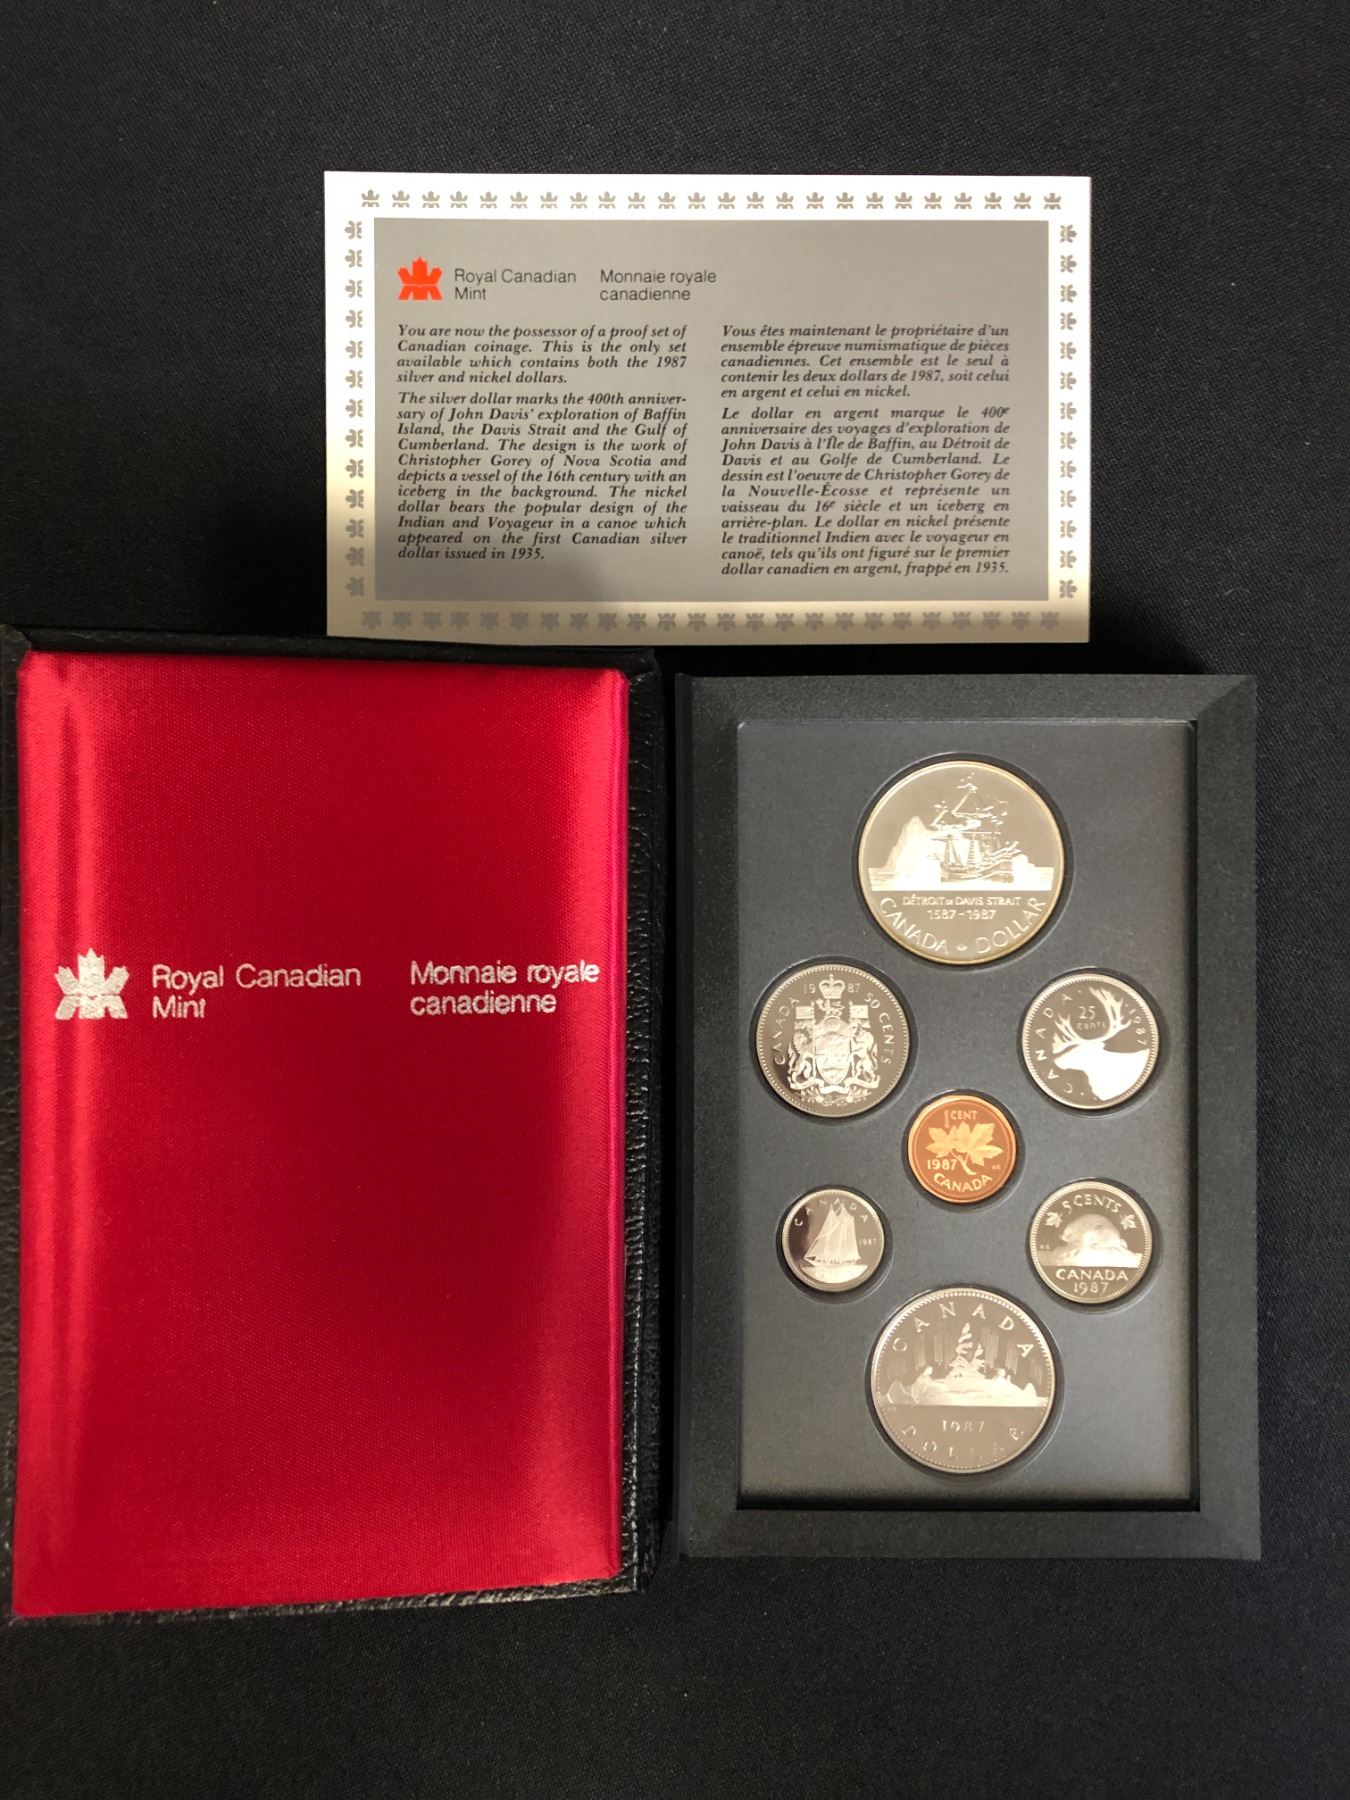 Royal Canadian
Mint
Monnaie royale
canadienne
You are now the possessor of a proof set of
Canadian coinage. This is the only set
available which contains both the 1987
silver and nickel dollars.
The silver dollar marks the 400th anniver-
sary of John Davis' exploration of Baffin
Island, the Davis Strait and the Gulf of
Cumberland. The design is the work of
Christopher Gorey of Nova Scotia and
depicts a vessel of the 16th century with an
iceberg in the background. The nickel
dollar bears the popular design of the
Indian and Voyageur in a canoe which
appeared on the first Canadian silver
dollar issued in 1935.
Vous êtes maintenant le propriétaire d'un
ensemble épreuve numismatique de pièces
canadiennes. Cet ensemble est le seul à
contenir les deux dollars de 1987, soit celui
en argent et celui en nickel.
Le dollar en argent marque le 400e
anniversaire des voyages d'exploration de
John Davis à l'Île de Baffin, au Détroit de
Davis et au Golfe de Cumberland. Le
dessin est l'oeuvre de Christopher Gorey de
la Nouvelle-Écosse et représente un
vaisseau du 16e siècle et un iceberg en
arrière-plan. Le dollar en nickel présente
le traditionnel Indien avec le voyageur en
canoë, tels qu'ils ont figuré sur le premier
dollar canadien en argent, frappé en 1935.
Royal Canadian
Mint
Monnaie royale
canadienne
DÉTROIT DE DAVIS STRAIT
1587-1987
CANADA DOLLAR
CANADA 1987 50 CENTS
CANADA 25 CENTS 1987
1 CENT
1987
CANADA
CANADA
1987
5 CENTS
CANADA
1987
CANADA
1987
DOLLAR